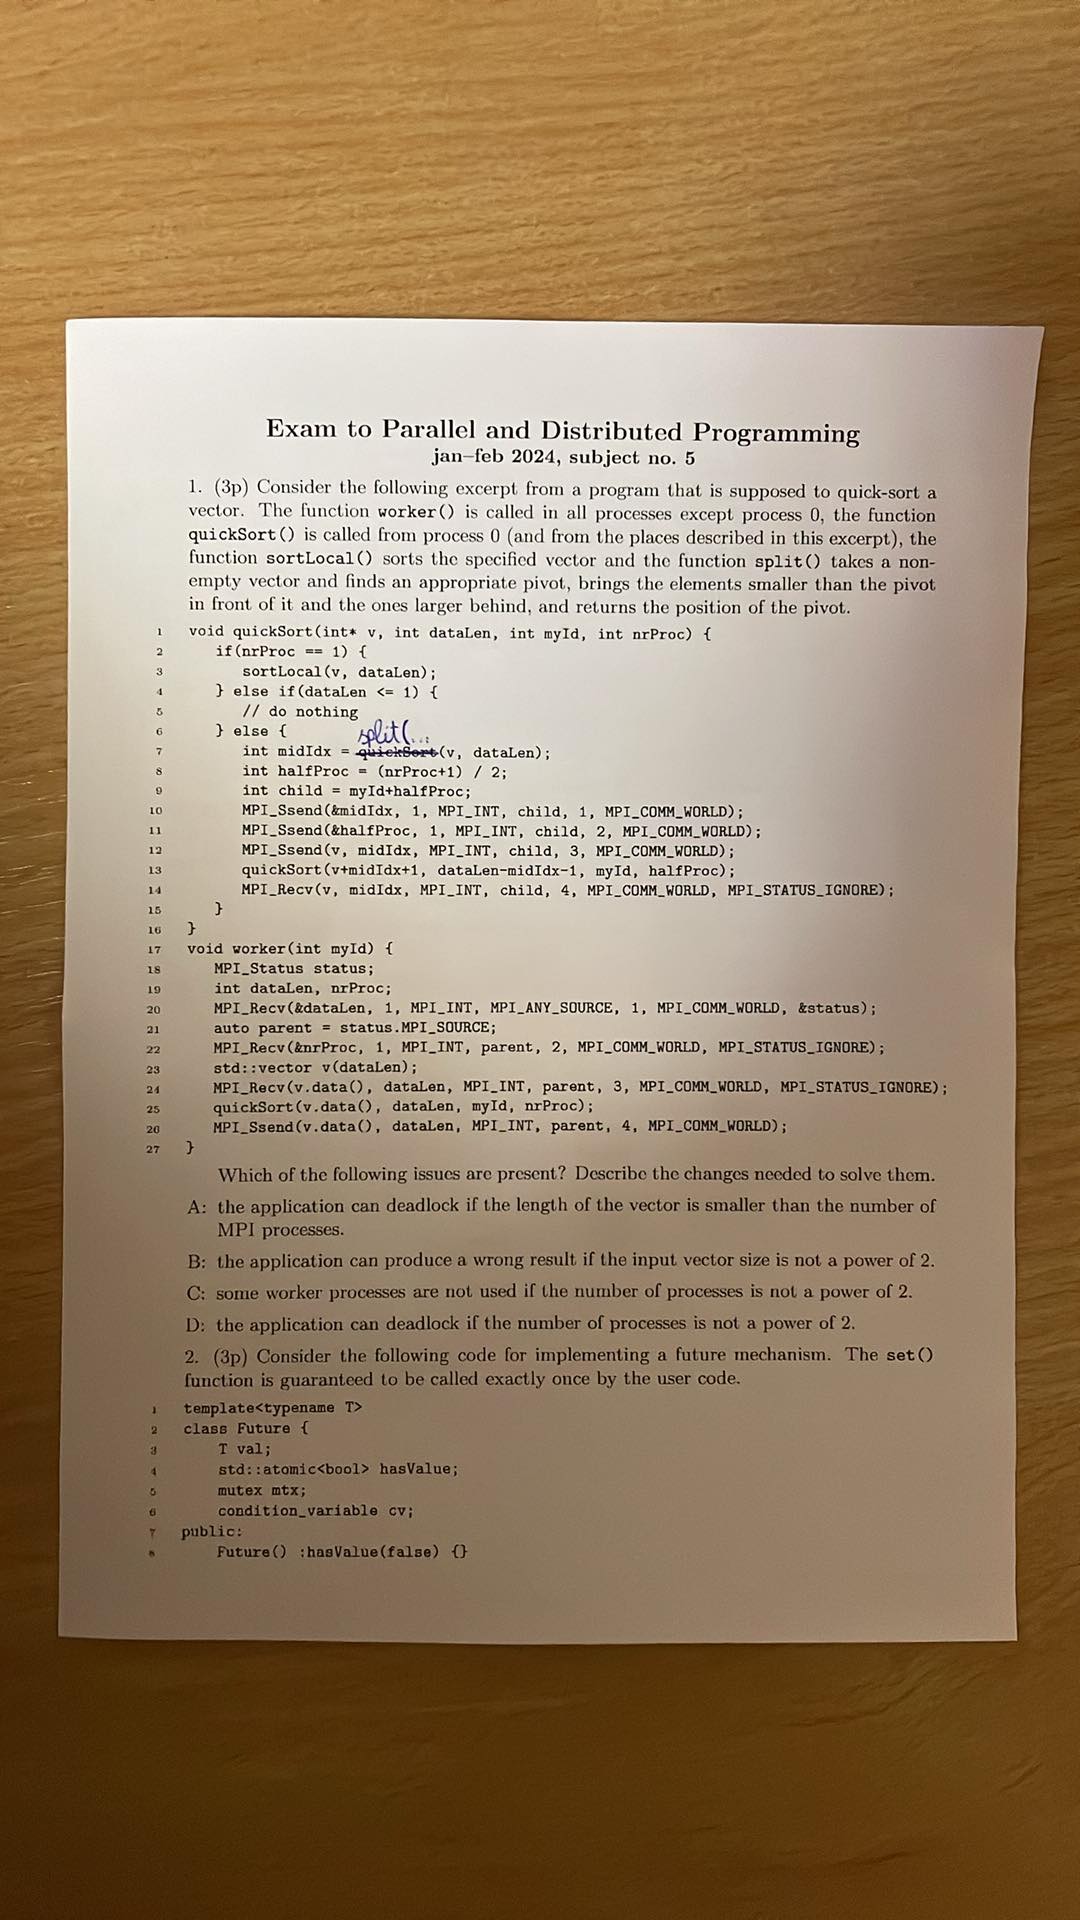 Exam to Parallel and Distributed Programming
jan–feb 2024, subject no. 5
1. (3p) Consider the following excerpt from a program that is supposed to quick-sort a
vector. The function worker() is called in all processes except process 0, the function
quickSort() is called from process 0 (and from the places described in this excerpt), the
function sortLocal() sorts the specified vector and the function split() takes a non-
empty vector and finds an appropriate pivot, brings the elements smaller than the pivot
in front of it and the ones larger behind, and returns the position of the pivot.
1 void quickSort(int* v, int dataLen, int myId, int nrProc) {
2 if(nrProc == 1) {
3 sortLocal(v, dataLen);
4 } else if(dataLen <= 1) {
5 // do nothing
6 } else {
split(...
7 int midIdx = quickSort(v, dataLen);
8 int halfProc = (nrProc+1) / 2;
9 int child = myId+halfProc;
10 MPI_Ssend(&midIdx, 1, MPI_INT, child, 1, MPI_COMM_WORLD);
11 MPI_Ssend(&halfProc, 1, MPI_INT, child, 2, MPI_COMM_WORLD);
12 MPI_Ssend(v, midIdx, MPI_INT, child, 3, MPI_COMM_WORLD);
13 quickSort(v+midIdx+1, dataLen-midIdx-1, myId, halfProc);
14 MPI_Recv(v, midIdx, MPI_INT, child, 4, MPI_COMM_WORLD, MPI_STATUS_IGNORE);
15 }
16 }
17 void worker(int myId) {
18 MPI_Status status;
19 int dataLen, nrProc;
20 MPI_Recv(&dataLen, 1, MPI_INT, MPI_ANY_SOURCE, 1, MPI_COMM_WORLD, &status);
21 auto parent = status.MPI_SOURCE;
22 MPI_Recv(&nrProc, 1, MPI_INT, parent, 2, MPI_COMM_WORLD, MPI_STATUS_IGNORE);
23 std::vector v(dataLen);
24 MPI_Recv(v.data(), dataLen, MPI_INT, parent, 3, MPI_COMM_WORLD, MPI_STATUS_IGNORE);
25 quickSort(v.data(), dataLen, myId, nrProc);
26 MPI_Ssend(v.data(), dataLen, MPI_INT, parent, 4, MPI_COMM_WORLD);
27 }
Which of the following issues are present? Describe the changes needed to solve them.
A: the application can deadlock if the length of the vector is smaller than the number of
MPI processes.
B: the application can produce a wrong result if the input vector size is not a power of 2.
C: some worker processes are not used if the number of processes is not a power of 2.
D: the application can deadlock if the number of processes is not a power of 2.
2. (3p) Consider the following code for implementing a future mechanism. The set()
function is guaranteed to be called exactly once by the user code.
1 template<typename T>
2 class Future {
3 T val;
4 std::atomic<bool> hasValue;
5 mutex mtx;
6 condition_variable cv;
7 public:
8 Future() :hasValue(false) {}